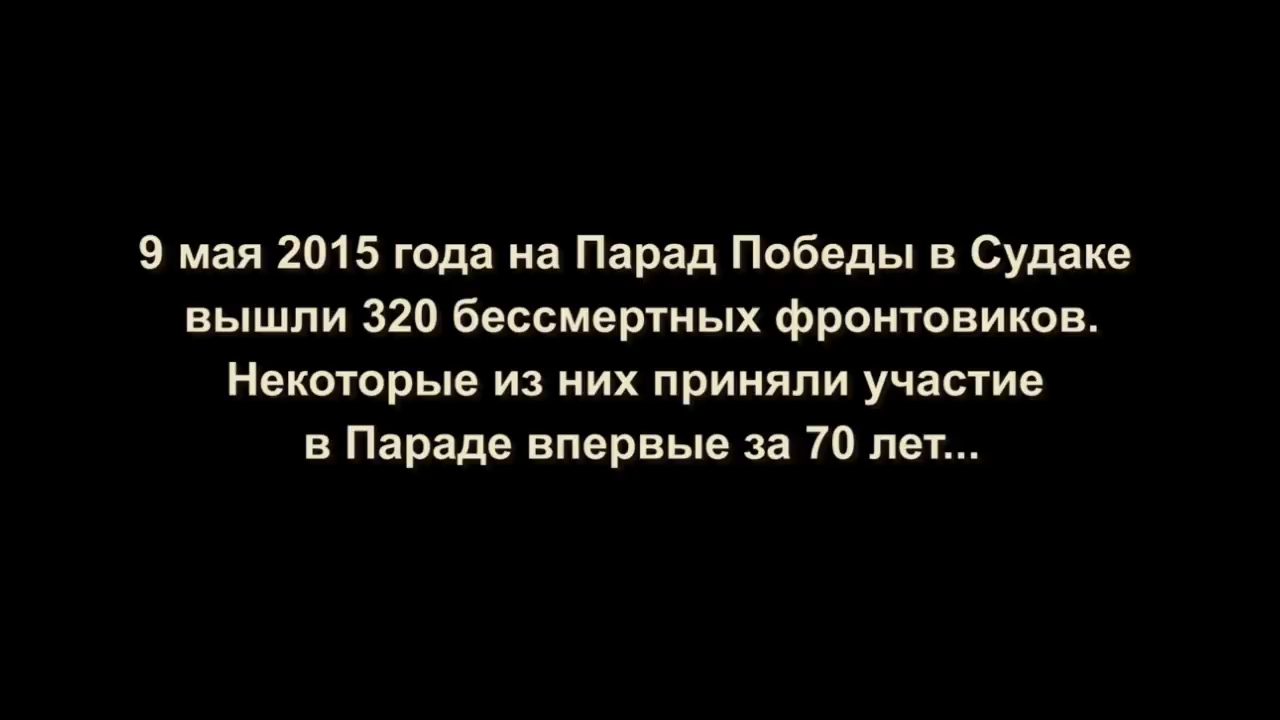 9 мая 2015 года на Парад Победы в Судаке
вышли 320 бессмертных фронтовиков.
Некоторые из них приняли участие
в Параде впервые за 70 лет...